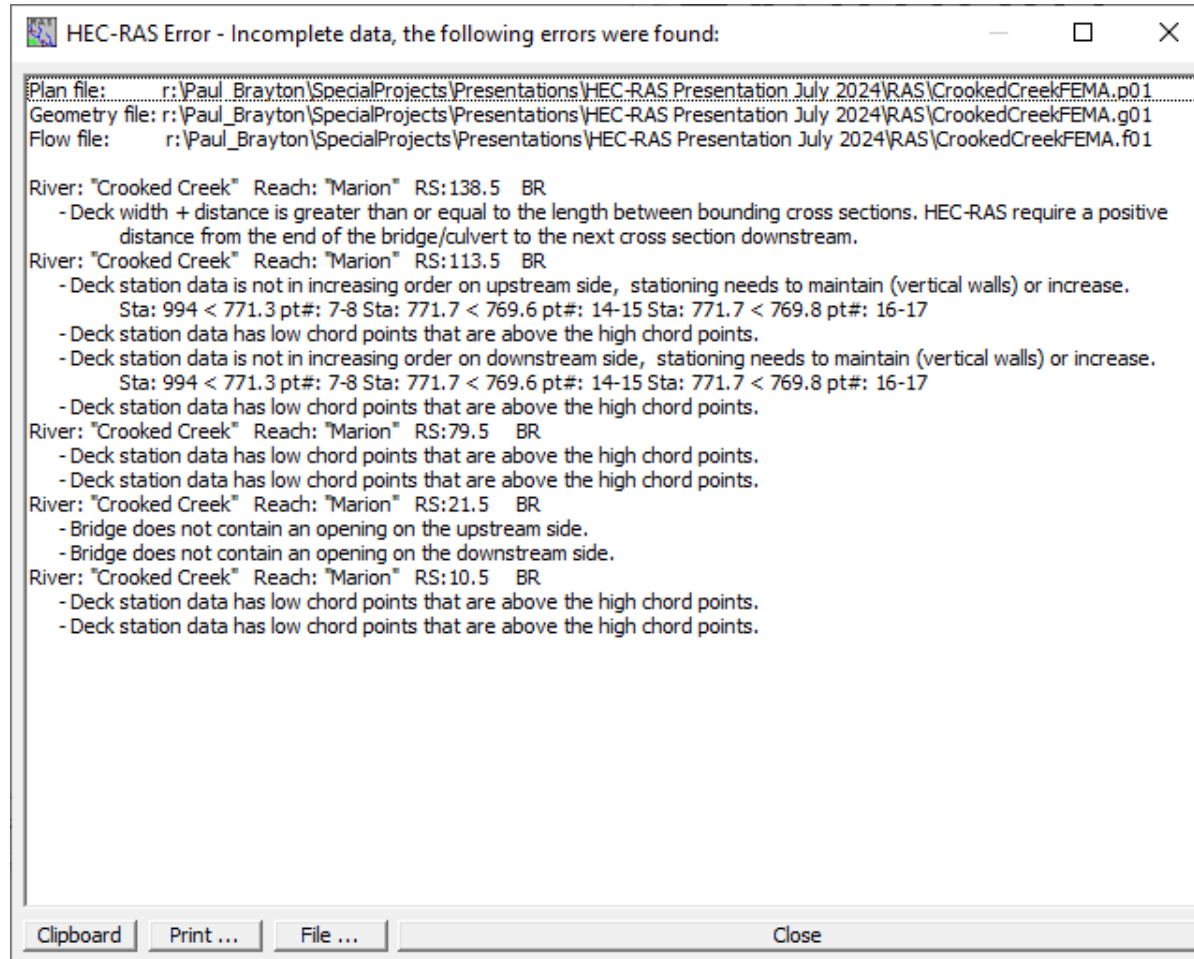 HEC-RAS Error - Incomplete data, the following errors were found:
Plan file: r:\Paul_Brayton\SpecialProjects\Presentations\HEC-RAS Presentation July 2024\RAS\CrookedCreekFEMA.p01
Geometry file: r:\Paul_Brayton\SpecialProjects\Presentations\HEC-RAS Presentation July 2024\RAS\CrookedCreekFEMA.g01
Flow file: r:\Paul_Brayton\SpecialProjects\Presentations\HEC-RAS Presentation July 2024\RAS\CrookedCreekFEMA.f01
River: "Crooked Creek" Reach: "Marion" RS:138.5 BR
- Deck width + distance is greater than or equal to the length between bounding cross sections. HEC-RAS require a positive
distance from the end of the bridge/culvert to the next cross section downstream.
River: "Crooked Creek" Reach: "Marion" RS:113.5 BR
- Deck station data is not in increasing order on upstream side, stationing needs to maintain (vertical walls) or increase.
Sta: 994 < 771.3 pt#: 7-8 Sta: 771.7 < 769.6 pt#: 14-15 Sta: 771.7 < 769.8 pt#: 16-17
- Deck station data has low chord points that are above the high chord points.
- Deck station data is not in increasing order on downstream side, stationing needs to maintain (vertical walls) or increase.
Sta: 994 < 771.3 pt#: 7-8 Sta: 771.7 < 769.6 pt#: 14-15 Sta: 771.7 < 769.8 pt#: 16-17
- Deck station data has low chord points that are above the high chord points.
River: "Crooked Creek" Reach: "Marion" RS:79.5 BR
- Deck station data has low chord points that are above the high chord points.
- Deck station data has low chord points that are above the high chord points.
River: "Crooked Creek" Reach: "Marion" RS:21.5 BR
- Bridge does not contain an opening on the upstream side.
- Bridge does not contain an opening on the downstream side.
River: "Crooked Creek" Reach: "Marion" RS:10.5 BR
- Deck station data has low chord points that are above the high chord points.
- Deck station data has low chord points that are above the high chord points.
Clipboard Print ... File ... Close